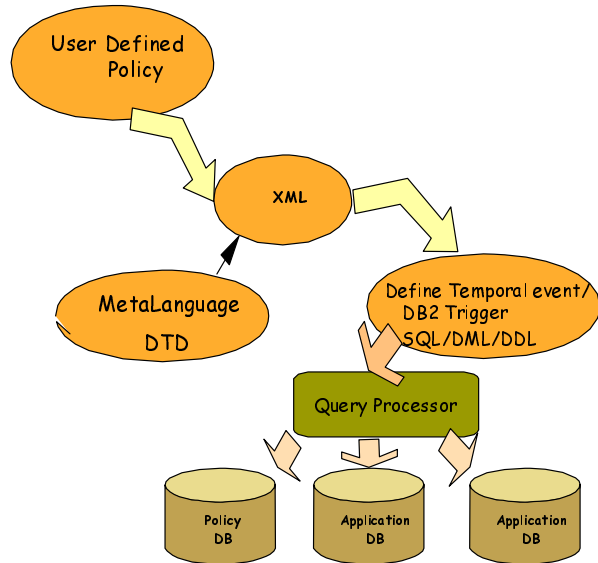 User Defined
Policy
XML
MetaLanguage
DTD
Define Temporal event/
DB2 Trigger
SQL/DML/DDL
Query Processor
Policy
DB
Application
DB
Application
DB